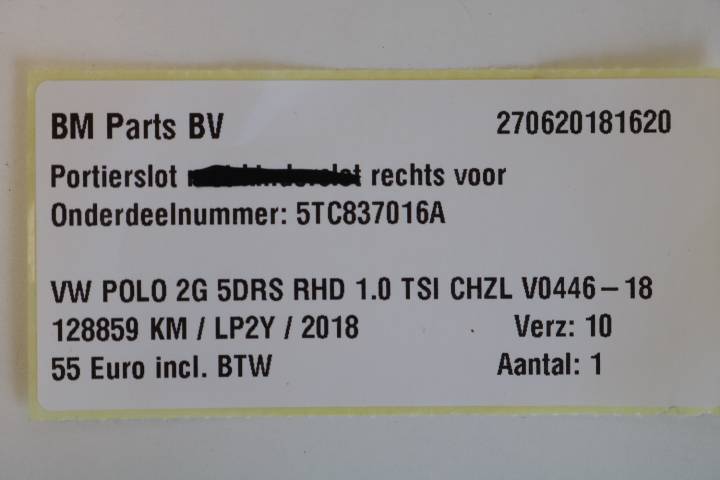 BM Parts BV 270620181620
Portierslot rechts voor
Onderdeelnummer: 5TC837016A
VW POLO 2G 5DRS RHD 1.0 TSI CHZL V0446-18
128859 KM / LP2Y / 2018 Verz: 10
55 Euro incl. BTW Aantal: 1